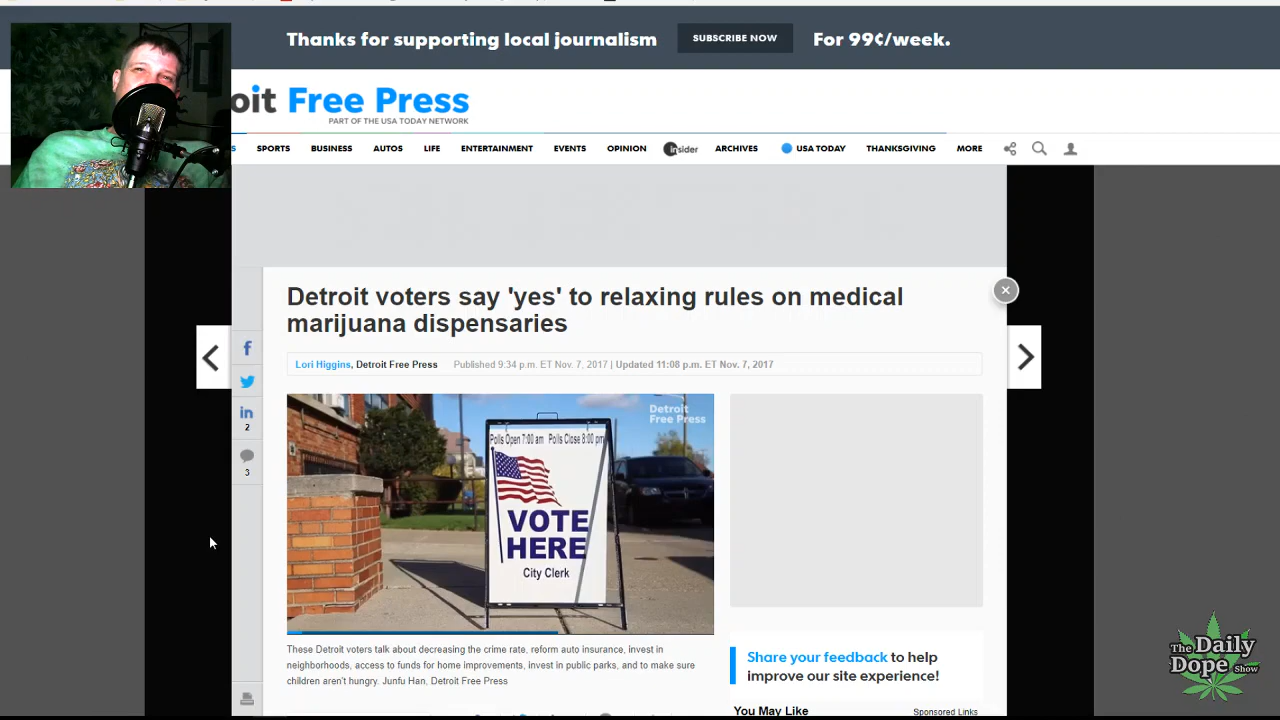 Thanks for supporting local journalism
SUBSCRIBE NOW
For 99¢/week.
oit Free Press
PART OF THE USA TODAY NETWORK
S SPORTS BUSINESS AUTOS LIFE ENTERTAINMENT EVENTS OPINION insider ARCHIVES USA TODAY THANKSGIVING MORE
Detroit voters say 'yes' to relaxing rules on medical
marijuana dispensaries
Lori Higgins, Detroit Free Press Published 9:34 p.m. ET Nov. 7, 2017 | Updated 11:08 p.m. ET Nov. 7, 2017
2
3
Detroit
Free Press
Polls Open 7:00 am Polls Close 8:00 pm
VOTE
HERE
City Clerk
These Detroit voters talk about decreasing the crime rate, reform auto insurance, invest in
neighborhoods, access to funds for home improvements, invest in public parks, and to make sure
children aren't hungry. Junfu Han, Detroit Free Press
Share your feedback to help
improve our site experience!
You May Like
Sponsored Links
The Daily
Dope Show